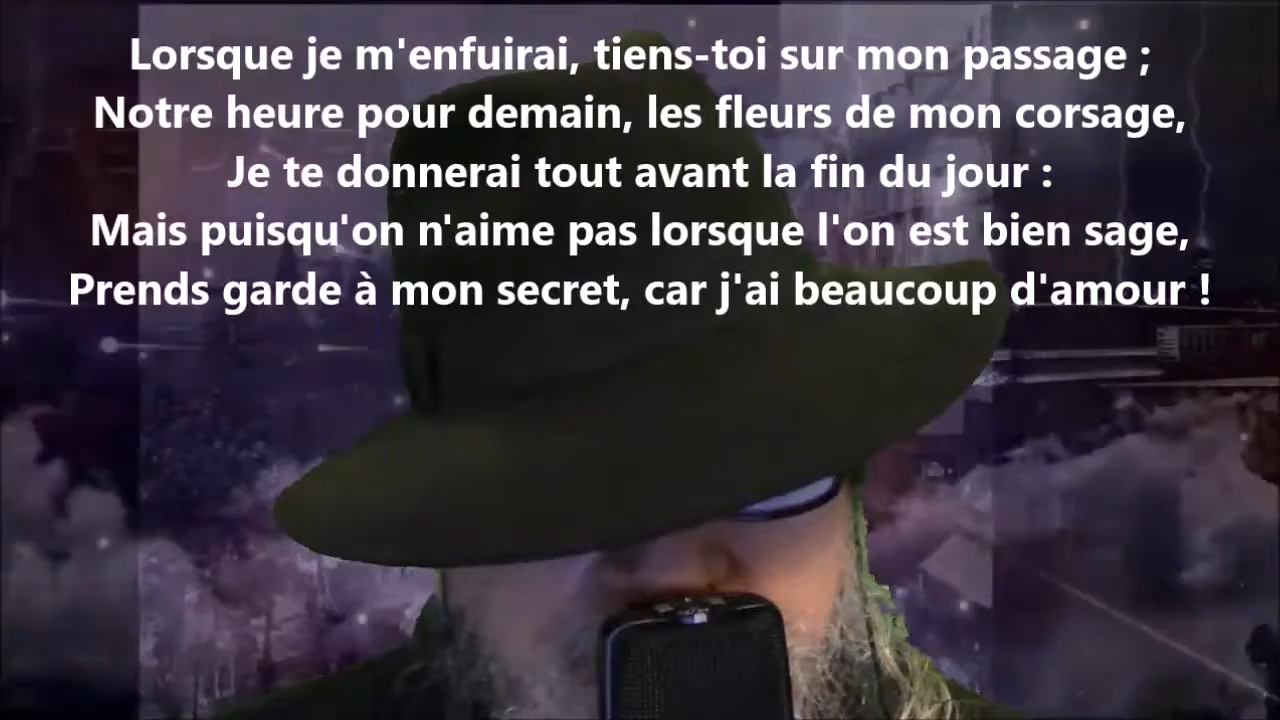 Lorsque je m'enfuirai, tiens-toi sur mon passage ;
Notre heure pour demain, les fleurs de mon corsage,
Je te donnerai tout avant la fin du jour :
Mais puisqu'on n'aime pas lorsque l'on est bien sage,
Prends garde à mon secret, car j'ai beaucoup d'amour !